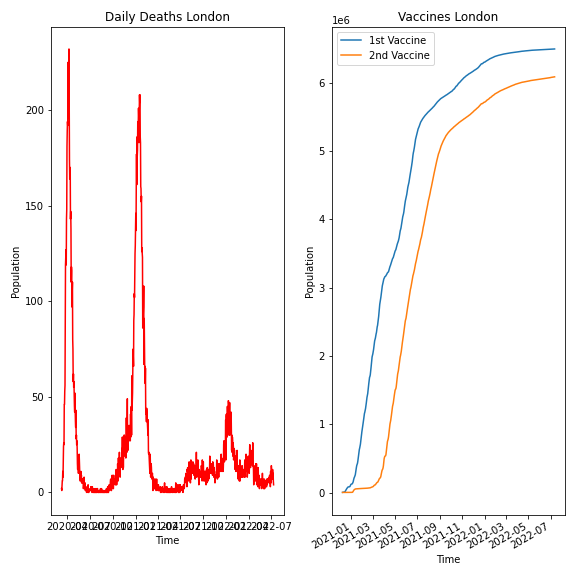 Daily Deaths London
Population
200
150
100
50
0
2022-07
Time
Vaccines London
1e6
1st Vaccine
2nd Vaccine
Population
6
5
4
3
2
1
0
2021-01
2021-03
2021-05
2021-07
2021-09
2021-11
2022-01
2022-03
2022-05
2022-07
Time